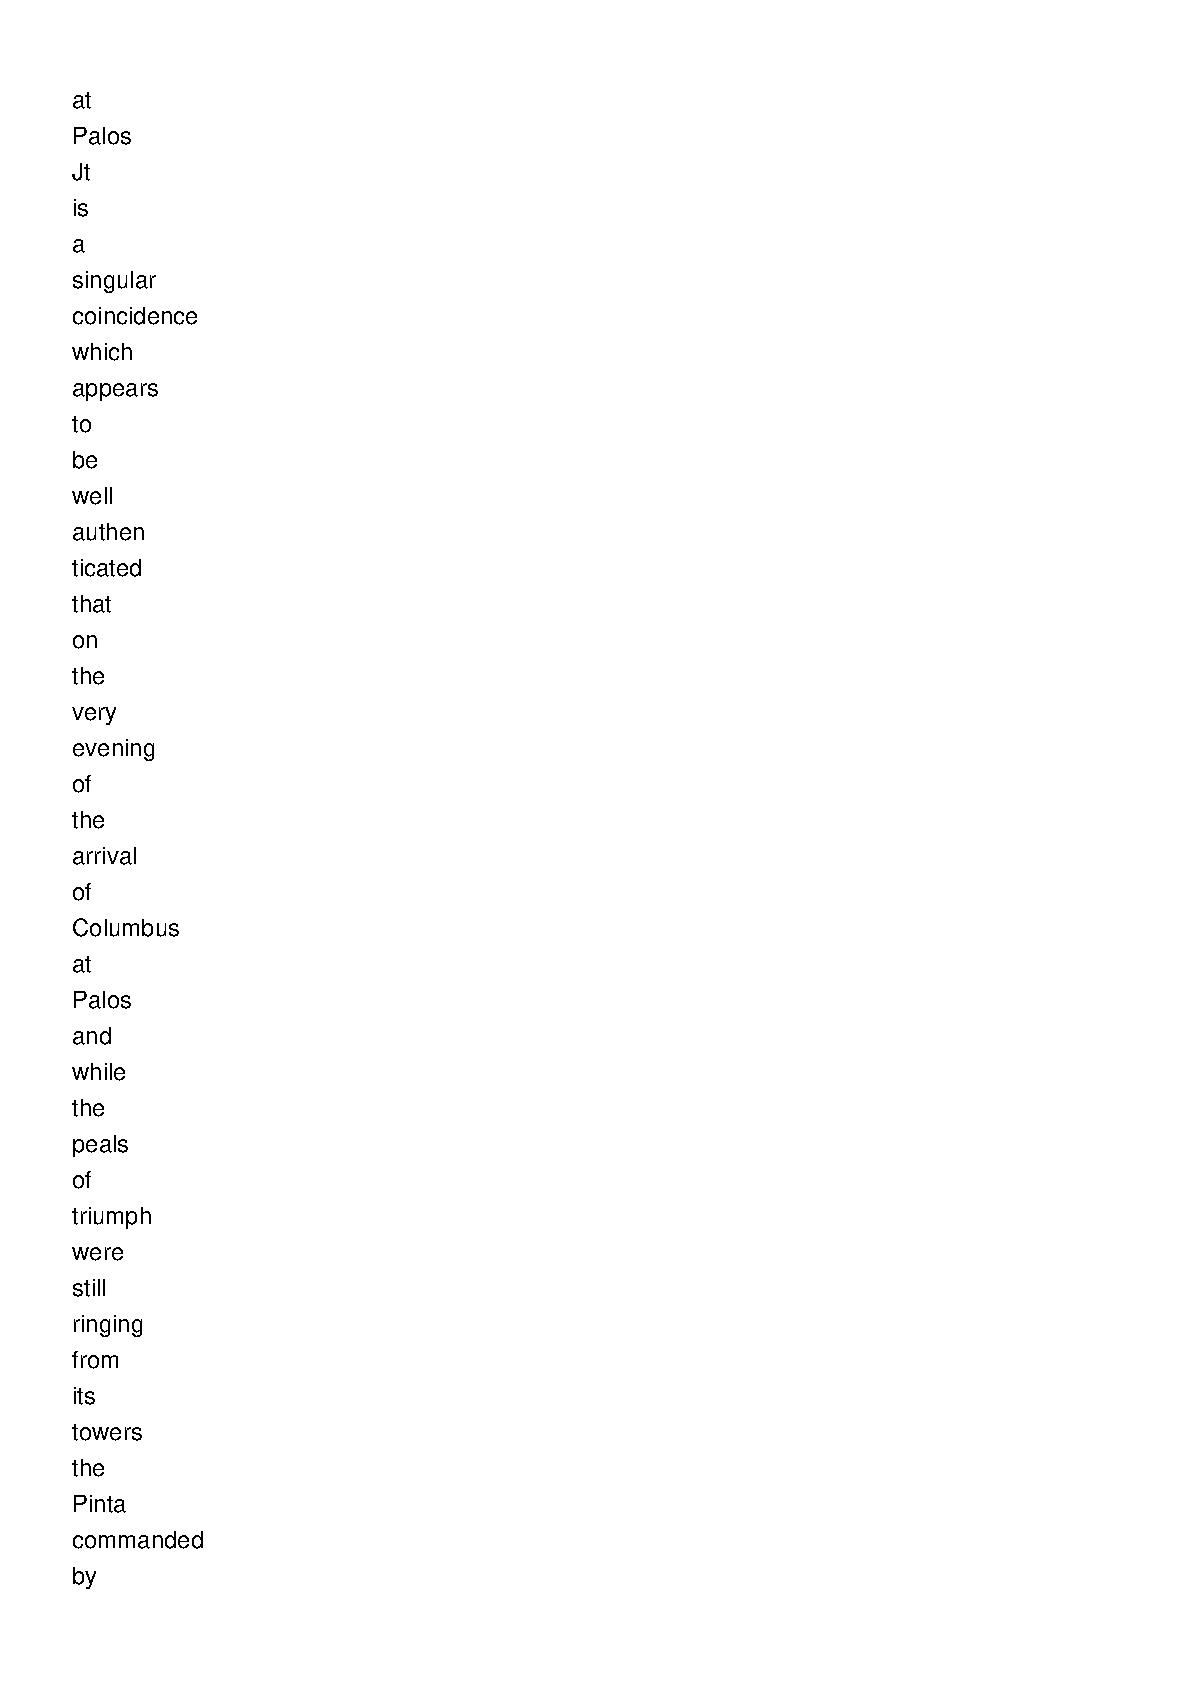 at
Palos
Jt
is
a
singular
coincidence
which
appears
to
be
well
authen
ticated
that
on
the
very
evening
of
the
arrival
of
Columbus
at
Palos
and
while
the
peals
of
triumph
were
still
ringing
from
its
towers
the
Pinta
commanded
by